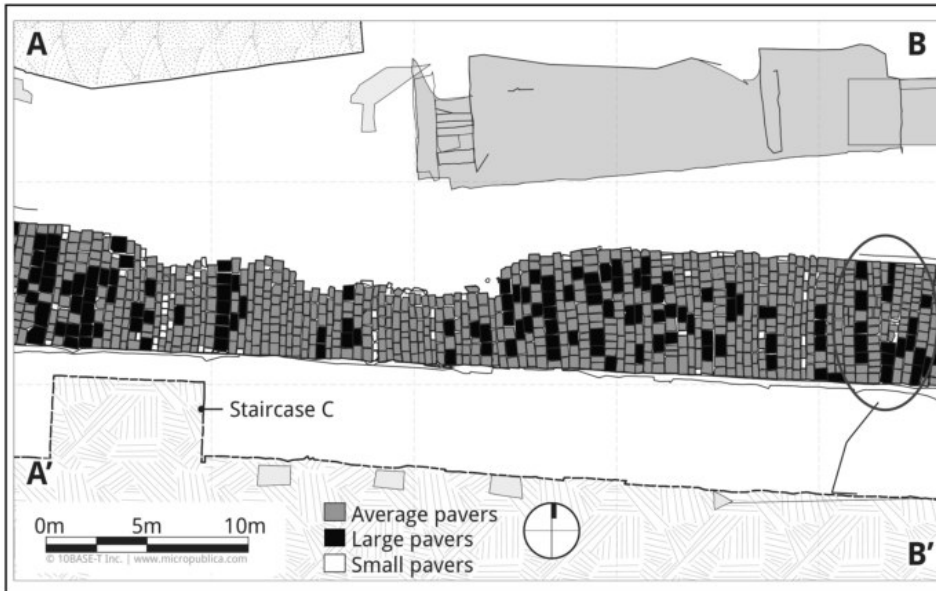 A
B
Staircase C
A'
0m 5m 10m
© 10BASE-T Inc. | www.micropublica.com
Average pavers
Large pavers
Small pavers
B'